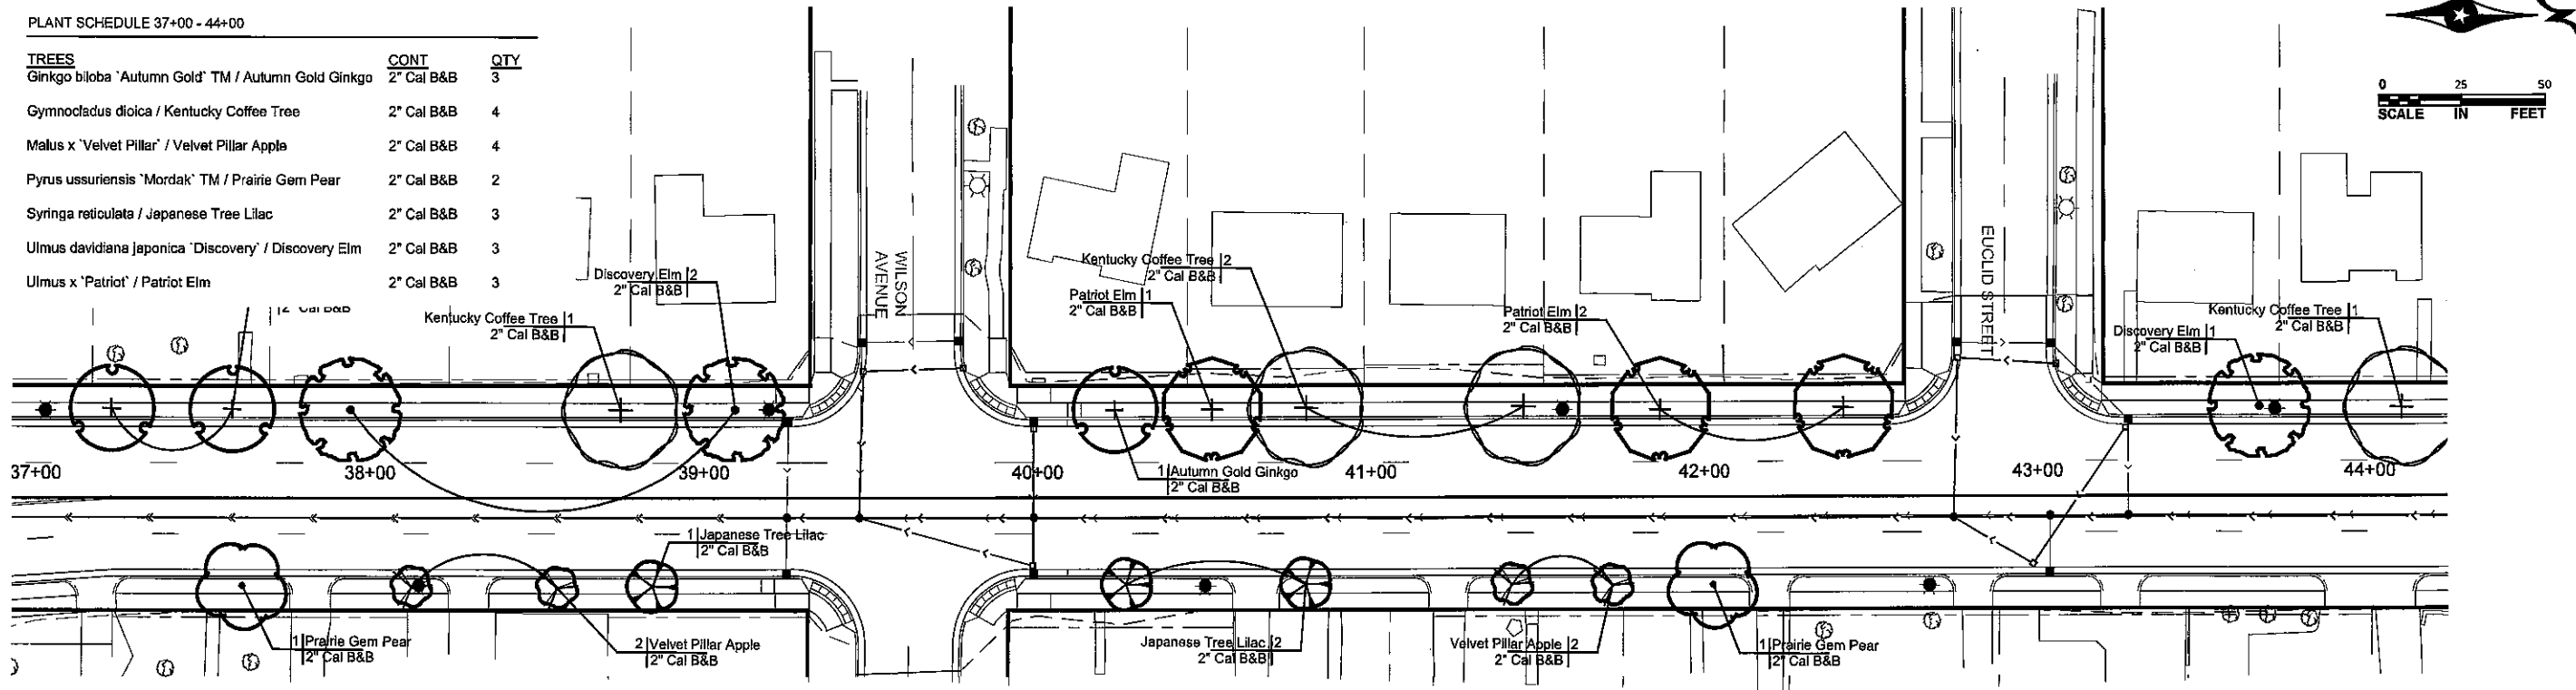 PLANT SCHEDULE 37+00 - 44+00
TREES CONT QTY
Ginkgo biloba `Autumn Gold` TM / Autumn Gold Ginkgo 2" Cal B&B 3
Gymnocladus dioica / Kentucky Coffee Tree 2" Cal B&B 4
Malus x `Velvet Pillar` / Velvet Pillar Apple 2" Cal B&B 4
Pyrus ussuriensis `Mordak` TM / Prairie Gem Pear 2" Cal B&B 2
Syringa reticulata / Japanese Tree Lilac 2" Cal B&B 3
Ulmus davidiana japonica `Discovery` / Discovery Elm 2" Cal B&B 3
Ulmus x `Patriot` / Patriot Elm 2" Cal B&B 3
0 25 50
SCALE IN FEET
WILSON
AVENUE
EUCLID STREET
Discovery Elm 2
2" Cal B&B
Kentucky Coffee Tree 1
2" Cal B&B
Kentucky Coffee Tree 2
2" Cal B&B
Patriot Elm 1
2" Cal B&B
Patriot Elm 2
2" Cal B&B
Discovery Elm 1
2" Cal B&B
Kentucky Coffee Tree 1
2" Cal B&B
37+00 38+00 39+00 40+00 41+00 42+00 43+00 44+00
1 Autumn Gold Ginkgo
2" Cal B&B
1 Japanese Tree Lilac
2" Cal B&B
1 Prairie Gem Pear
2" Cal B&B
2 Velvet Pillar Apple
2" Cal B&B
Japanese Tree Lilac 2
2" Cal B&B
Velvet Pillar Apple 2
2" Cal B&B
1 Prairie Gem Pear
2" Cal B&B